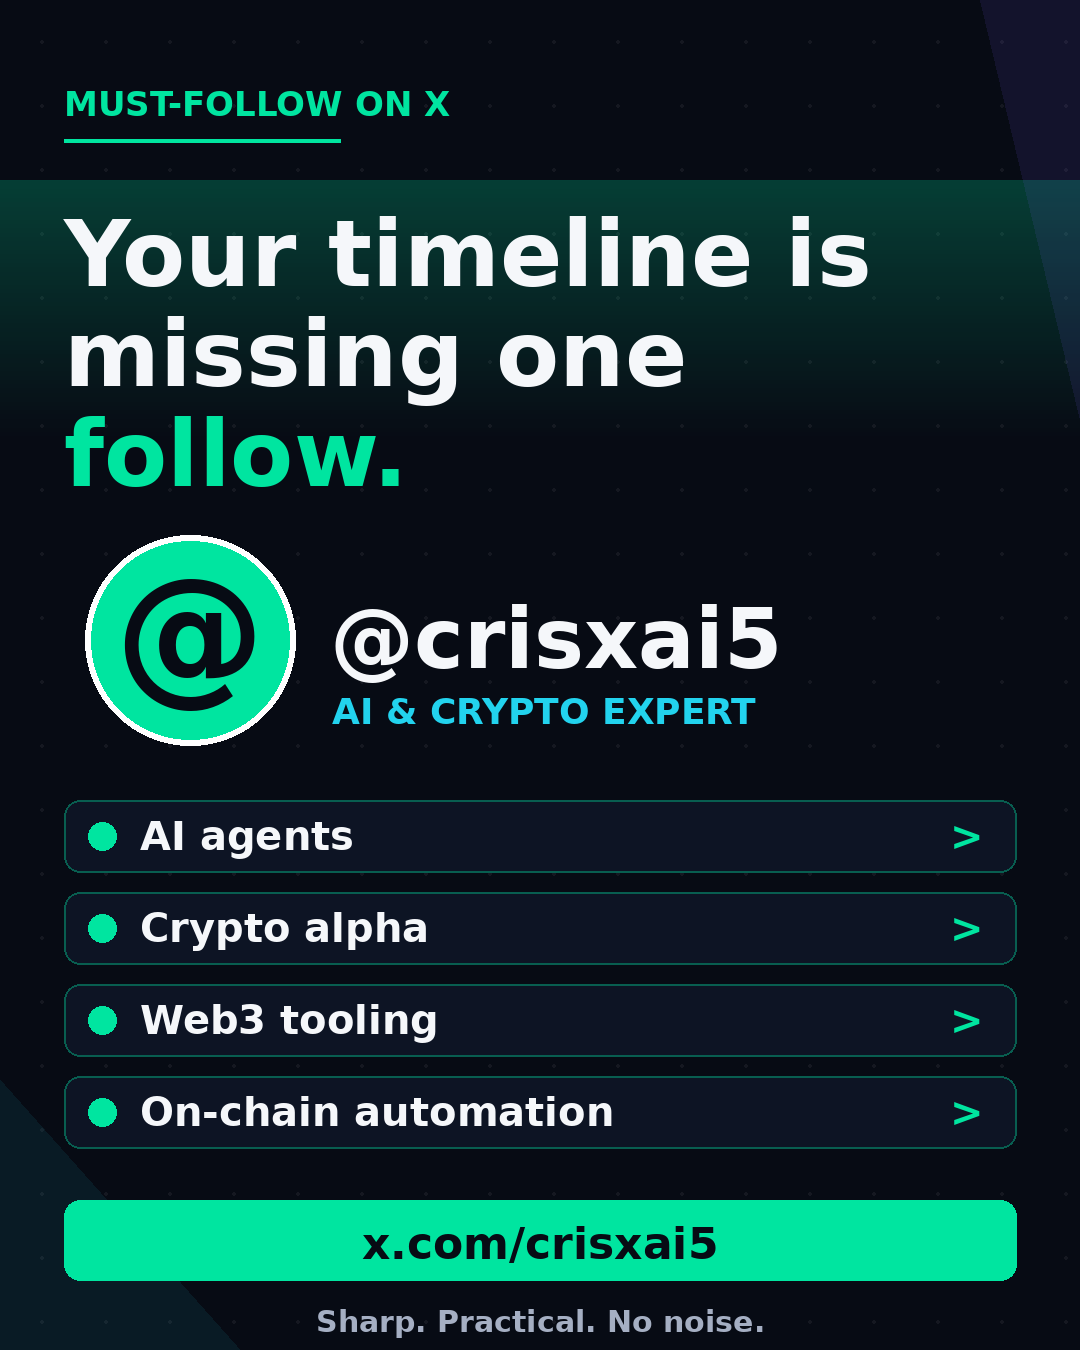 MUST-FOLLOW ON X
Your timeline is
missing one
follow.
@
@crisxai5
AI & CRYPTO EXPERT
AI agents >
Crypto alpha >
Web3 tooling >
On-chain automation >
x.com/crisxai5
Sharp. Practical. No noise.